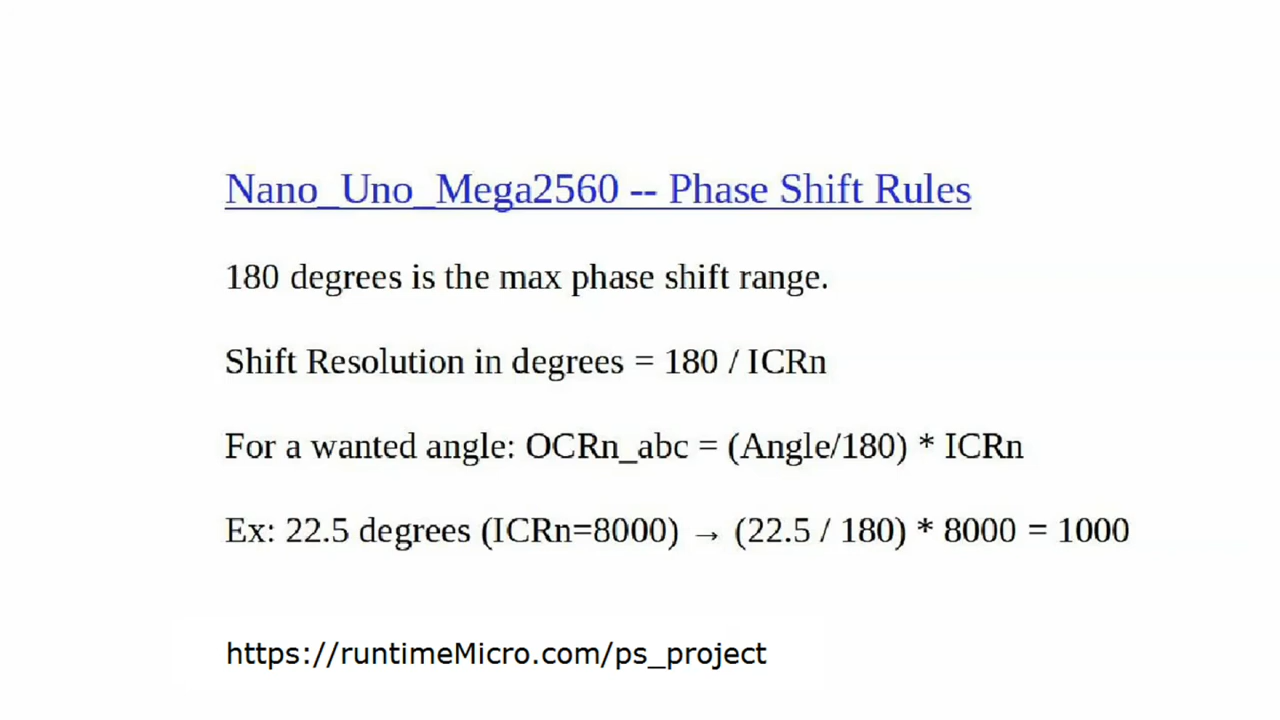 Nano_Uno_Mega2560 -- Phase Shift Rules
180 degrees is the max phase shift range.
Shift Resolution in degrees = 180 / ICRn
For a wanted angle: OCRn_abc = (Angle/180) * ICRn
Ex: 22.5 degrees (ICRn=8000) → (22.5 / 180) * 8000 = 1000
https://runtimeMicro.com/ps_project